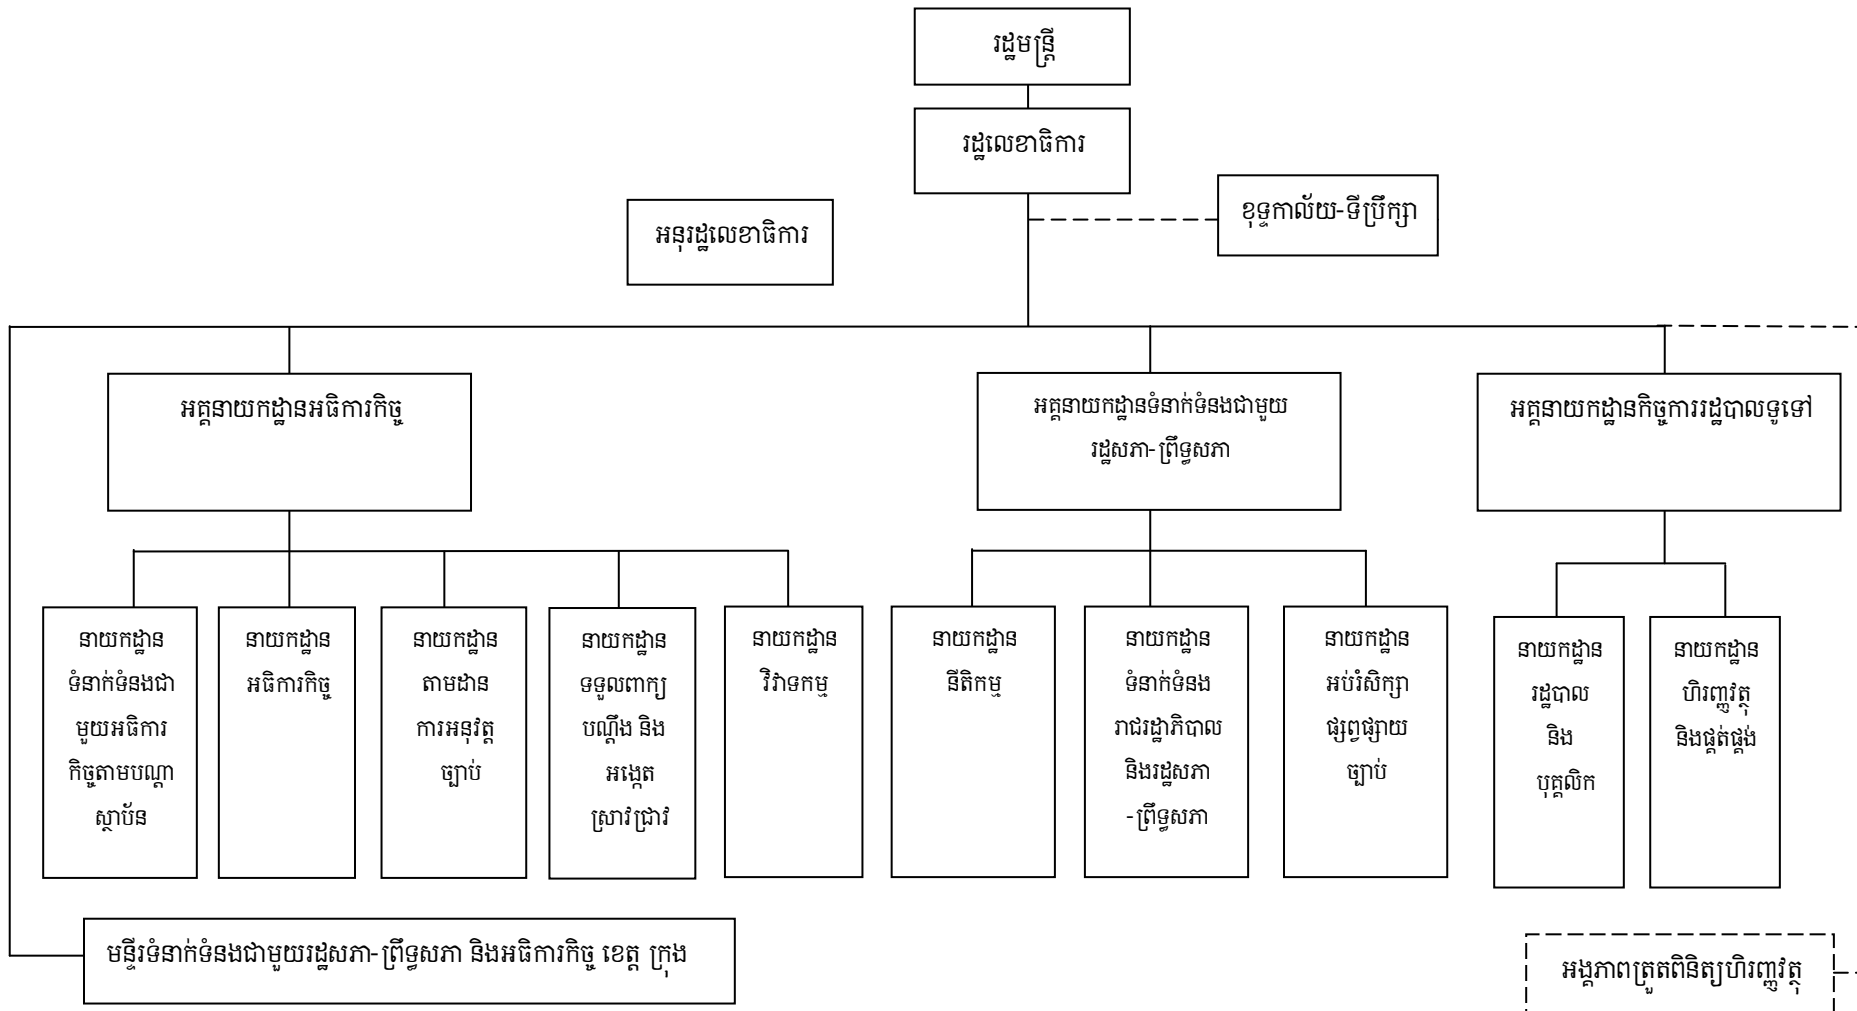 រដ្ឋមន្ត្រី
រដ្ឋលេខាធិការ
ខុទ្ទកាល័យ-ទីប្រឹក្សា
អនុរដ្ឋលេខាធិការ
អគ្គនាយកដ្ឋានអធិការកិច្ច
អគ្គនាយកដ្ឋានទំនាក់ទំនងជាមួយ
រដ្ឋសភា-ព្រឹទ្ធសភា
អគ្គនាយកដ្ឋានកិច្ចការរដ្ឋបាលទូទៅ
នាយកដ្ឋាន
ទំនាក់ទំនងជា
មួយអធិការ
កិច្ចតាមបណ្តា
ស្ថាប័ន
នាយកដ្ឋាន
អធិការកិច្ច
នាយកដ្ឋាន
តាមដាន
ការអនុវត្ត
ច្បាប់
នាយកដ្ឋាន
ទទួលពាក្យ
បណ្តឹង និង
អង្កេត
ស្រាវជ្រាវ
នាយកដ្ឋាន
វិវាទកម្ម
នាយកដ្ឋាន
នីតិកម្ម
នាយកដ្ឋាន
ទំនាក់ទំនង
រាជរដ្ឋាភិបាល
និងរដ្ឋសភា
-ព្រឹទ្ធសភា
នាយកដ្ឋាន
អប់រំសិក្សា
ផ្សព្វផ្សាយ
ច្បាប់
នាយកដ្ឋាន
រដ្ឋបាល
និង
បុគ្គលិក
នាយកដ្ឋាន
ហិរញ្ញវត្ថុ
និងផ្គត់ផ្គង់
មន្ទីរទំនាក់ទំនងជាមួយរដ្ឋសភា-ព្រឹទ្ធសភា និងអធិការកិច្ច ខេត្ត ក្រុង
អង្គភាពត្រួតពិនិត្យហិរញ្ញវត្ថុ